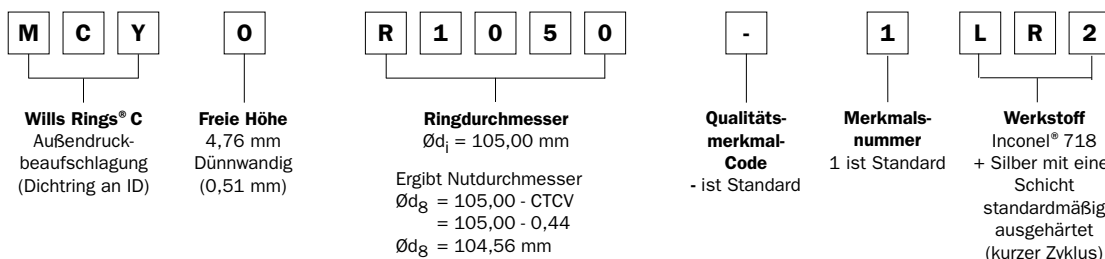 M C Y O R 1 0 5 0 - 1 L R 2
Wills Rings® C
Außendruck-
beaufschlagung
(Dichtring an ID)
Freie Höhe
4,76 mm
Dünnwandig
(0,51 mm)
Ringdurchmesser
Ødi = 105,00 mm
Ergibt Nutdurchmesser
Ød8 = 105,00 - CTCV
= 105,00 - 0,44
Ød8 = 104,56 mm
Qualitäts-
merkmal-
Code
- ist Standard
Merkmals-
nummer
1 ist Standard
Werkstoff
Inconel® 718
+ Silber mit eine
Schicht
standardmäßig
ausgehärtet
(kurzer Zyklus)